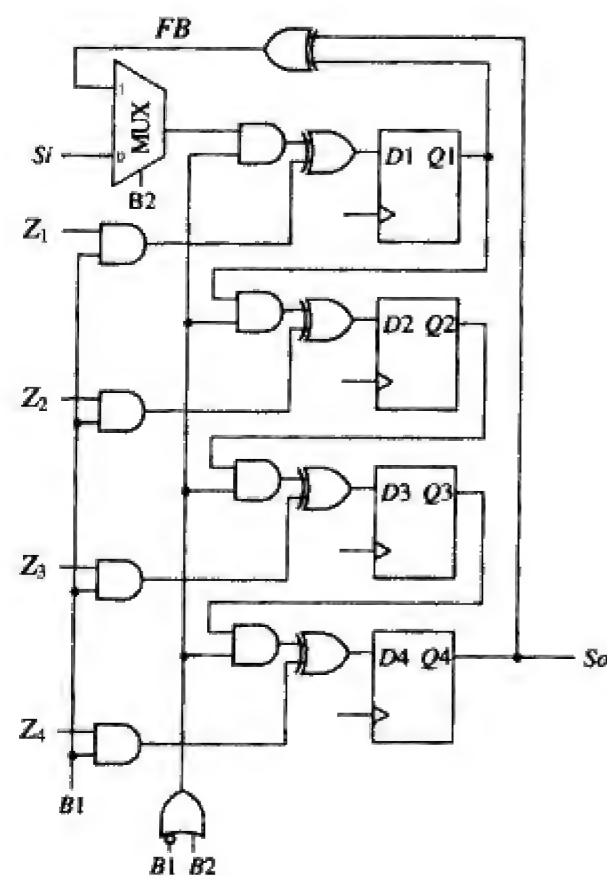 FB
1
MUX
Si
0
B2
D1 Q1
Z1
D2 Q2
Z2
D3 Q3
Z3
D4 Q4
So
Z4
B1
B1 B2